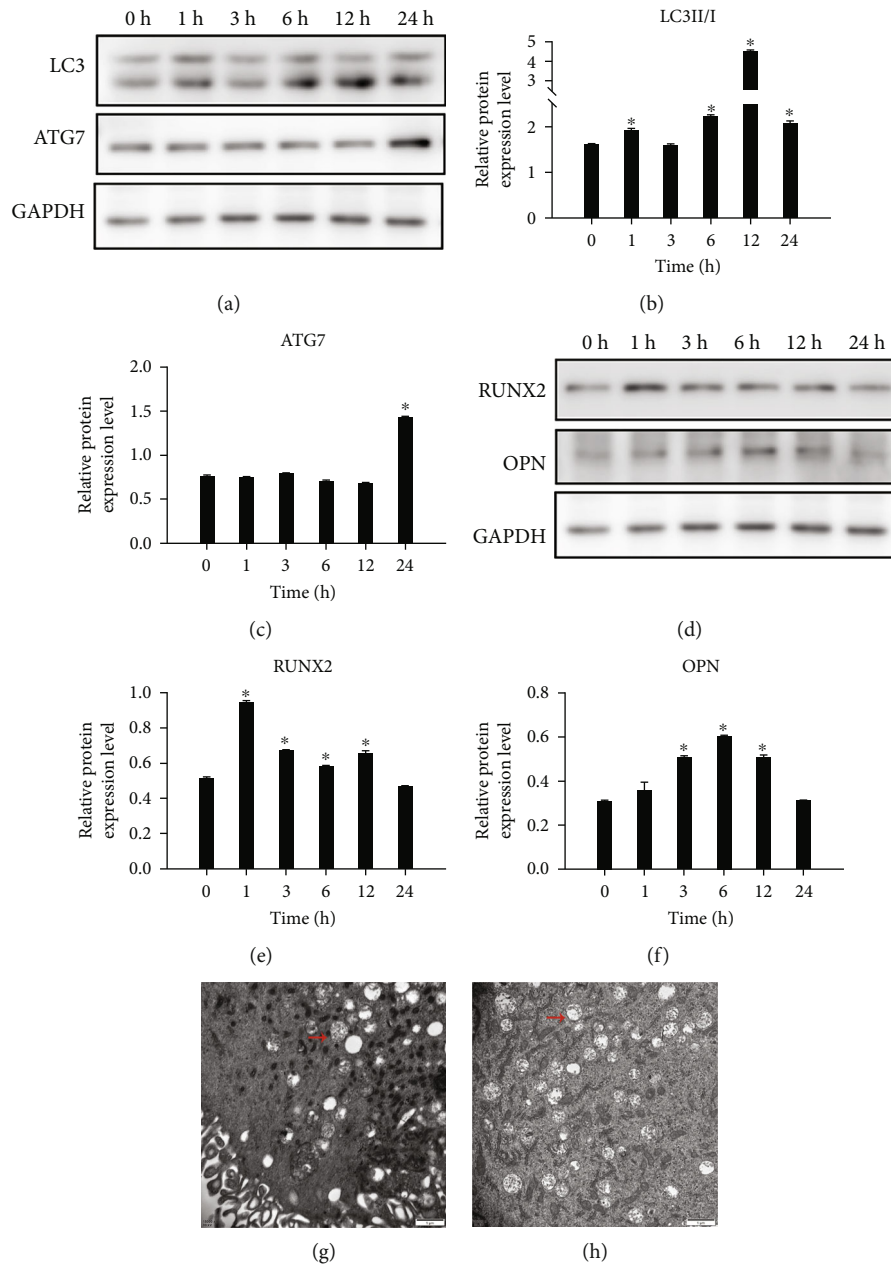 0 h 1 h 3 h 6 h 12 h 24 h
LC3
ATG7
GAPDH
(a)
LC3II/I
Relative protein
expression level
5
4
3
2
1
0
* * * *
*
0 1 3 6 12 24
Time (h)
(b)
ATG7
Relative protein
expression level
2.0
1.5
1.0
0.5
0.0
*
0 1 3 6 12 24
Time (h)
(c)
0 h 1 h 3 h 6 h 12 h 24 h
RUNX2
OPN
GAPDH
(d)
RUNX2
Relative protein
expression level
1.0
0.8
0.6
0.4
0.2
0.0
* * * *
0 1 3 6 12 24
Time (h)
(e)
OPN
Relative protein
expression level
0.8
0.6
0.4
0.2
0.0
* * *
0 1 3 6 12 24
Time (h)
(f)
(g)
(h)